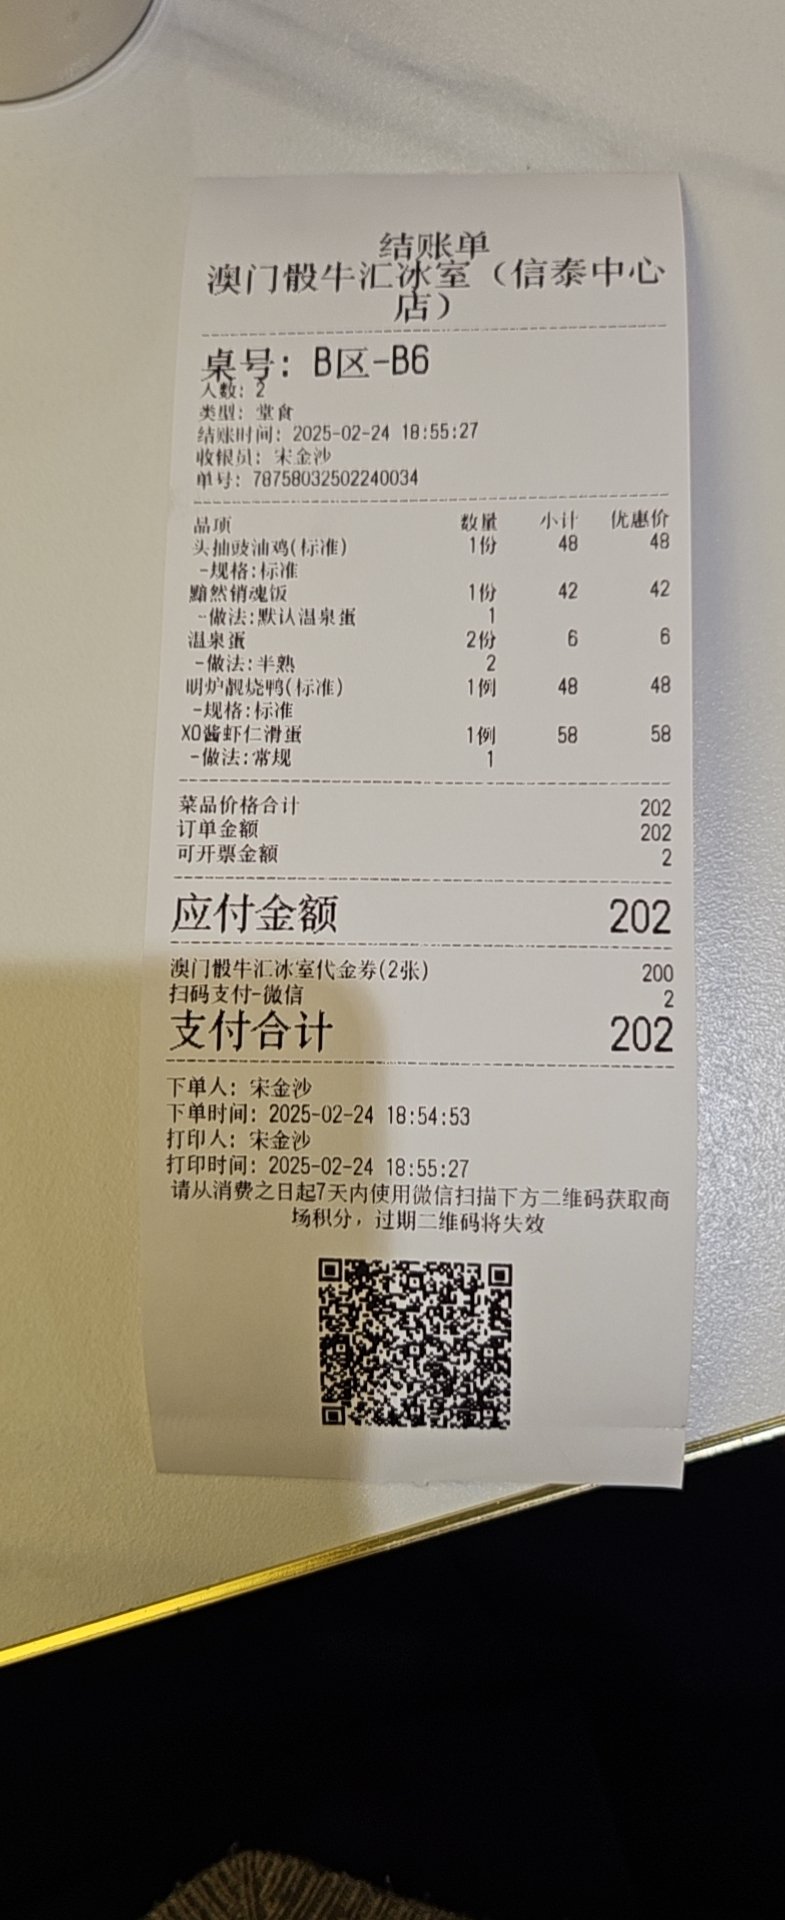 结账单
澳门骰牛汇冰室（信泰中心
店）
桌号: B区-B6
人数: 2
类型: 堂食
结账时间: 2025-02-24 18:55:27
收银员: 宋金沙
单号: 78758032502240034
品项 数量 小计 优惠价
头抽豉油鸡(标准) 1份 48 48
-规格:标准
黯然销魂饭 1份 42 42
-做法:默认温泉蛋 1
温泉蛋 2份 6 6
-做法:半熟 2
明炉靓烧鸭(标准) 1例 48 48
-规格:标准
XO酱虾仁滑蛋 1例 58 58
-做法:常规 1
菜品价格合计 202
订单金额 202
可开票金额 2
应付金额 202
澳门骰牛汇冰室代金券(2张) 200
扫码支付-微信 2
支付合计 202
下单人: 宋金沙
下单时间: 2025-02-24 18:54:53
打印人: 宋金沙
打印时间: 2025-02-24 18:55:27
请从消费之日起7天内使用微信扫描下方二维码获取商
场积分，过期二维码将失效